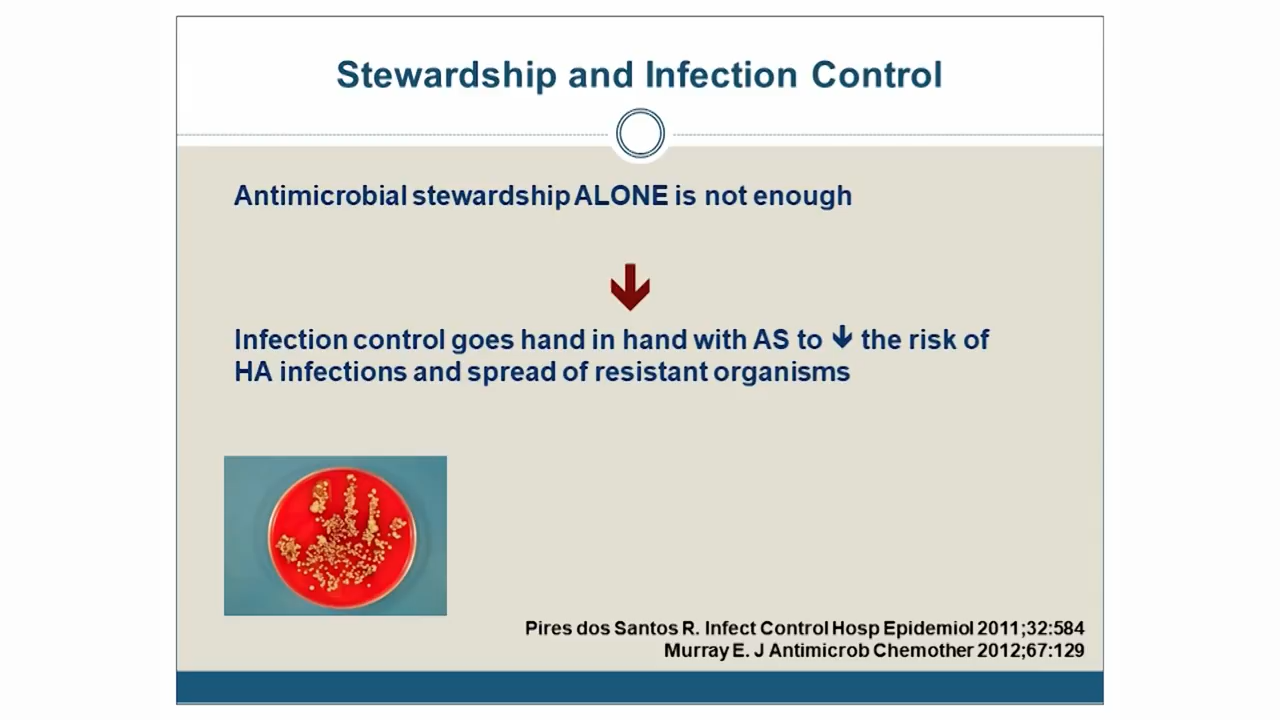 Stewardship and Infection Control
Antimicrobial stewardship ALONE is not enough
↓
Infection control goes hand in hand with AS to ↓ the risk of
HA infections and spread of resistant organisms
Pires dos Santos R. Infect Control Hosp Epidemiol 2011;32:584
Murray E. J Antimicrob Chemother 2012;67:129